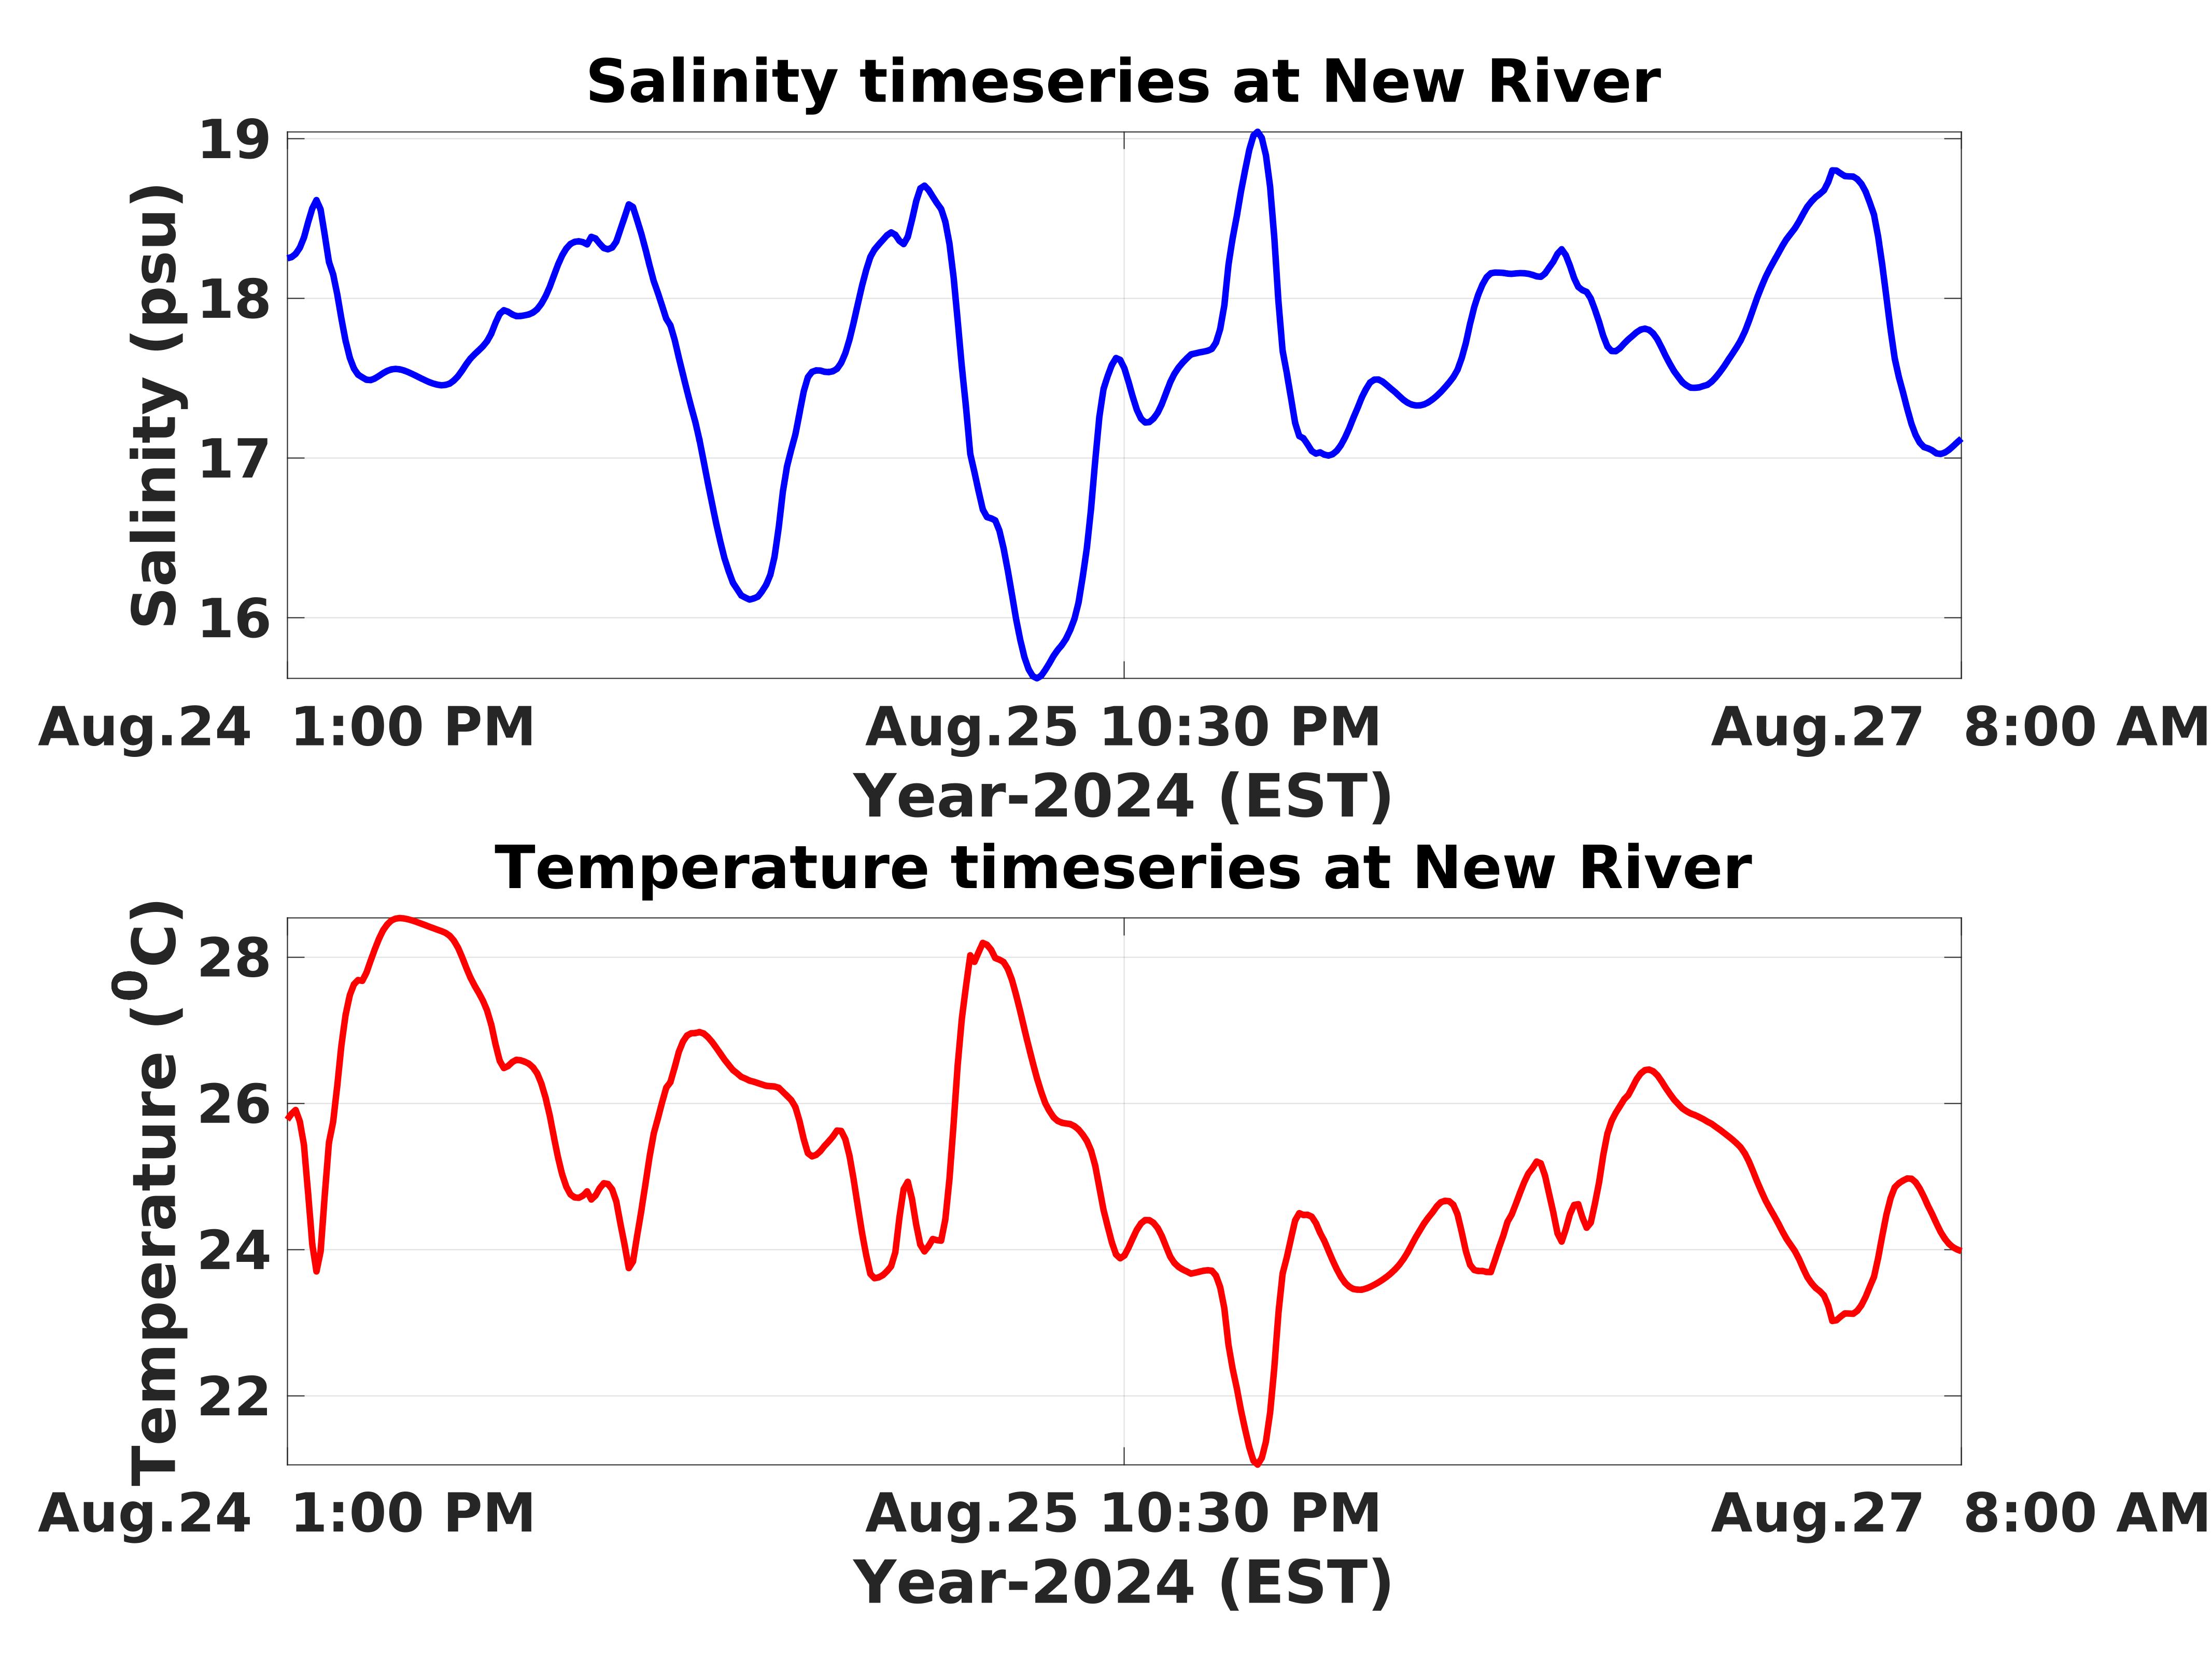 Salinity timeseries at New River
19
18
17
16
Salinity (psu)
Aug.24 1:00 PM Aug.25 10:30 PM Aug.27 8:00 AM
Year-2024 (EST)
Temperature timeseries at New River
28
26
24
22
Temperature (⁰C)
Aug.24 1:00 PM Aug.25 10:30 PM Aug.27 8:00 AM
Year-2024 (EST)